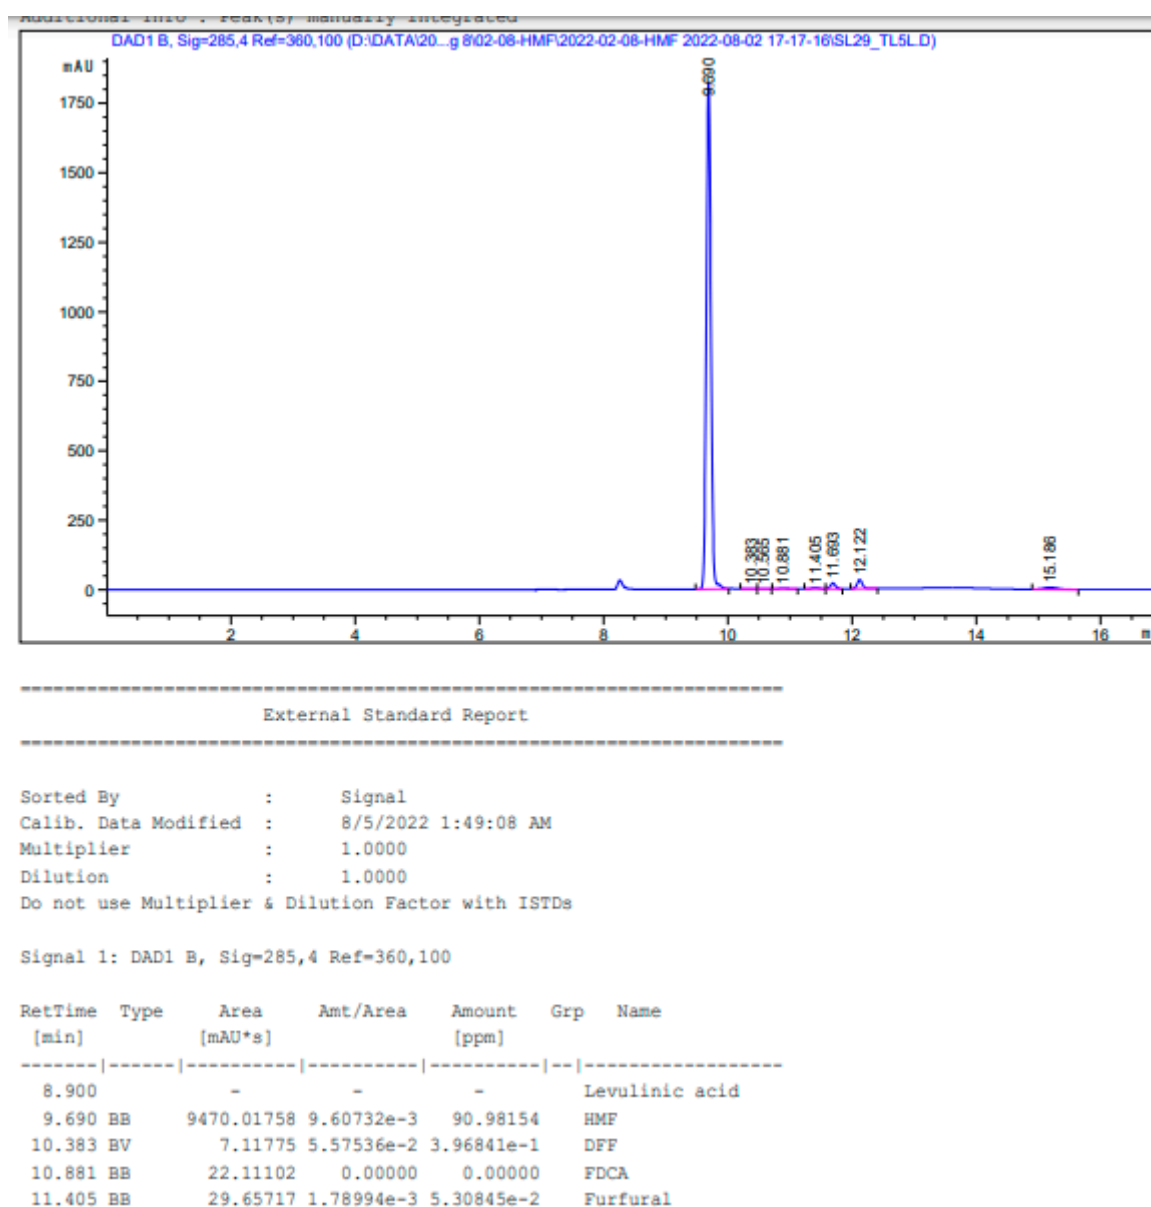 Additional Info : Peak(s) manually integrated
DAD1 B, Sig=285,4 Ref=360,100 (D:\DATA\20...g 8\02-08-HMF\2022-02-08-HMF 2022-08-02 17-17-16\SL29_TL5L.D)
mAU
1750
1500
1250
1000
750
500
250
0
9.690
10.383
10.565
10.881
11.405
11.693
12.122
15.186
2 4 6 8 10 12 14 16 m
External Standard Report
Sorted By : Signal
Calib. Data Modified : 8/5/2022 1:49:08 AM
Multiplier : 1.0000
Dilution : 1.0000
Do not use Multiplier & Dilution Factor with ISTDs
Signal 1: DAD1 B, Sig=285,4 Ref=360,100
RetTime Type Area Amt/Area Amount Grp Name
[min] [mAU*s] [ppm]
-------|------|----------|----------|----------|--|------------------
8.900 - - - Levulinic acid
9.690 BB 9470.01758 9.60732e-3 90.98154 HMF
10.383 BV 7.11775 5.57536e-2 3.96841e-1 DFF
10.881 BB 22.11102 0.00000 0.00000 FDCA
11.405 BB 29.65717 1.78994e-3 5.30845e-2 Furfural